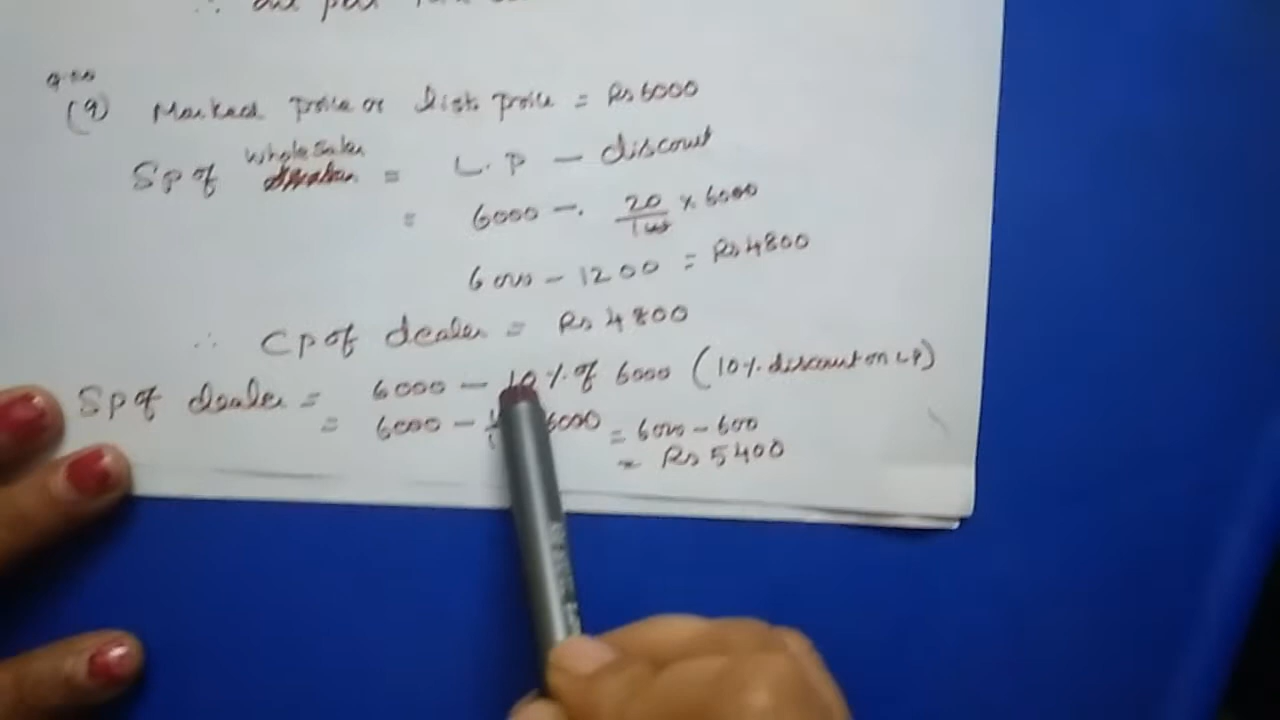 (9) Marked price or list price = Rs 6000
wholesaler
SP of = L.P - discount
= 6000 - 20/100 × 6000
6000 - 1200 = Rs 4800
∴ CP of dealer = Rs 4800
SP of dealer = 6000 - 10% of 6000 (10% discount on LP)
= 6000 - 6000 = 6000 - 600
= Rs 5400